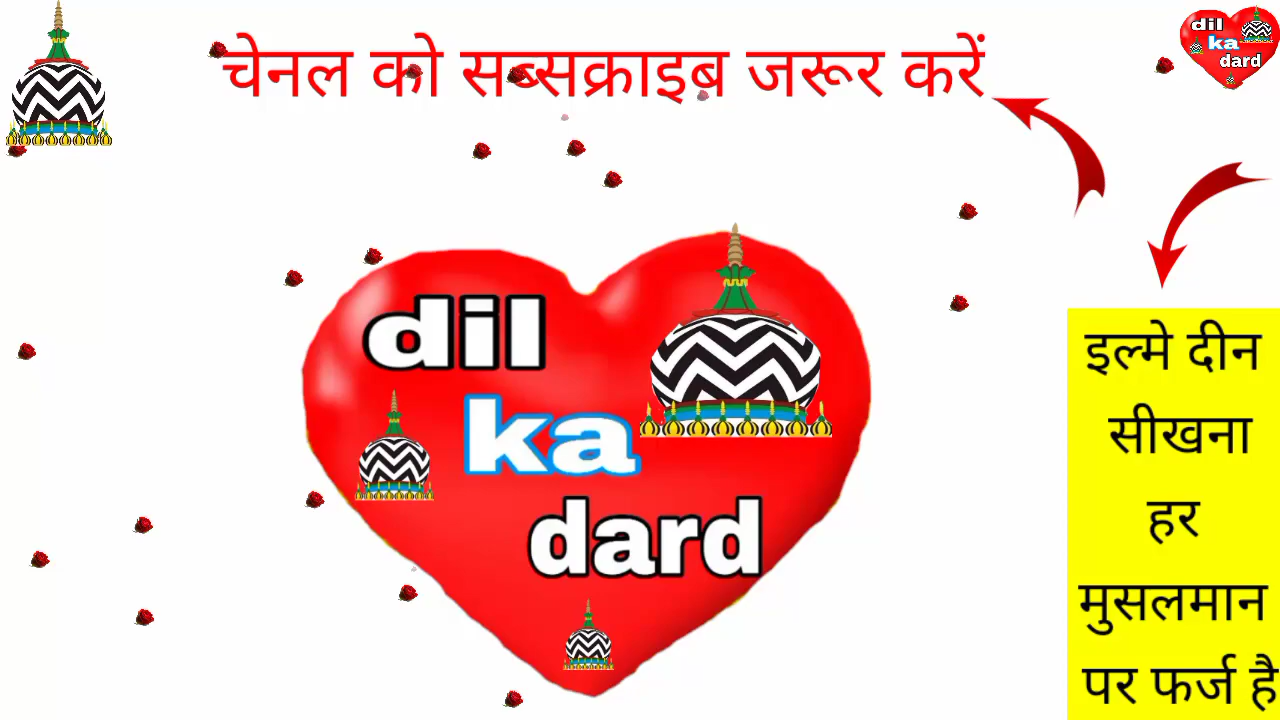 चेनल को सब्सक्राइब जरूर करें
dil
ka
dard
dil
ka
dard
इल्मे दीन
सीखना
हर
मुसलमान
पर फर्ज है